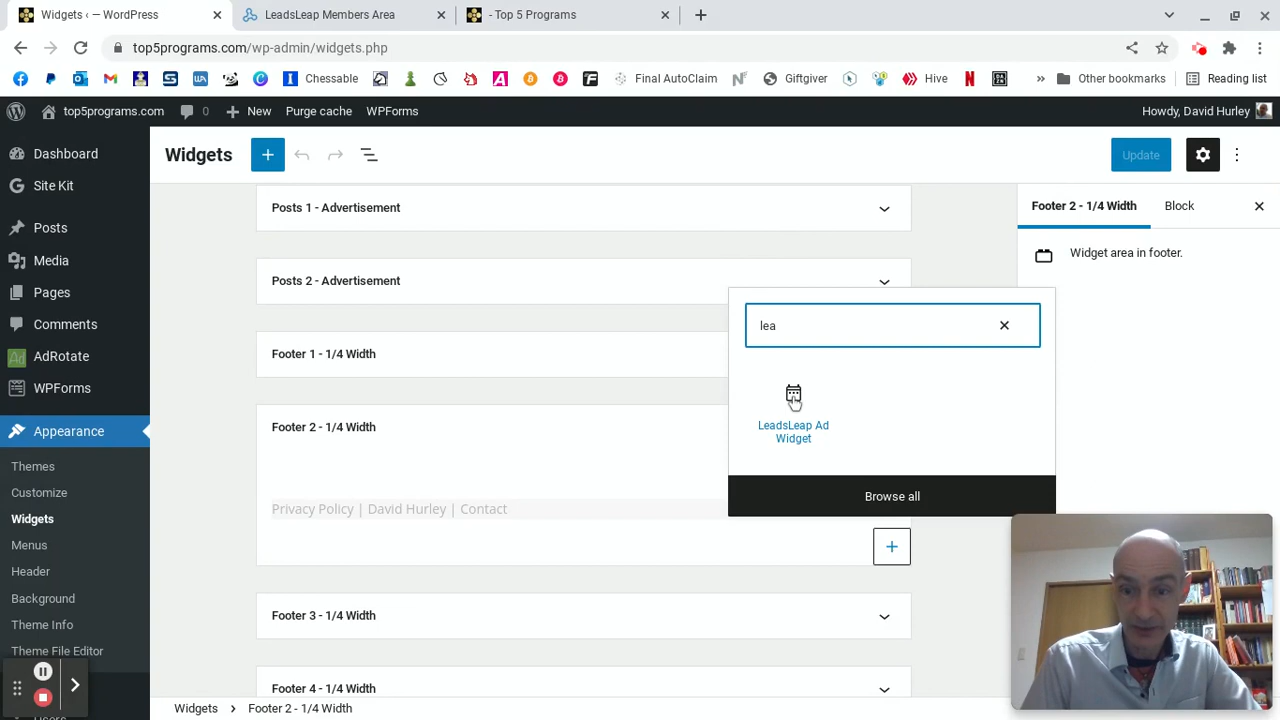 Widgets ‹ — WordPress
LeadsLeap Members Area
- Top 5 Programs
top5programs.com/wp-admin/widgets.php
Chessable
Final AutoClaim
Giftgiver
Hive
Other bookmarks
Reading list
top5programs.com
0
New
Purge cache
WPForms
Howdy, David Hurley
Dashboard
Site Kit
Posts
Media
Pages
Comments
AdRotate
WPForms
Appearance
Themes
Customize
Widgets
Menus
Header
Background
Theme Info
Theme File Editor
Widgets
Update
Posts 1 - Advertisement
Posts 2 - Advertisement
Footer 1 - 1/4 Width
Footer 2 - 1/4 Width
Privacy Policy | David Hurley | Contact
Footer 3 - 1/4 Width
Footer 4 - 1/4 Width
lea
LeadsLeap Ad
Widget
Browse all
Footer 2 - 1/4 Width
Block
Widget area in footer.
Widgets > Footer 2 - 1/4 Width